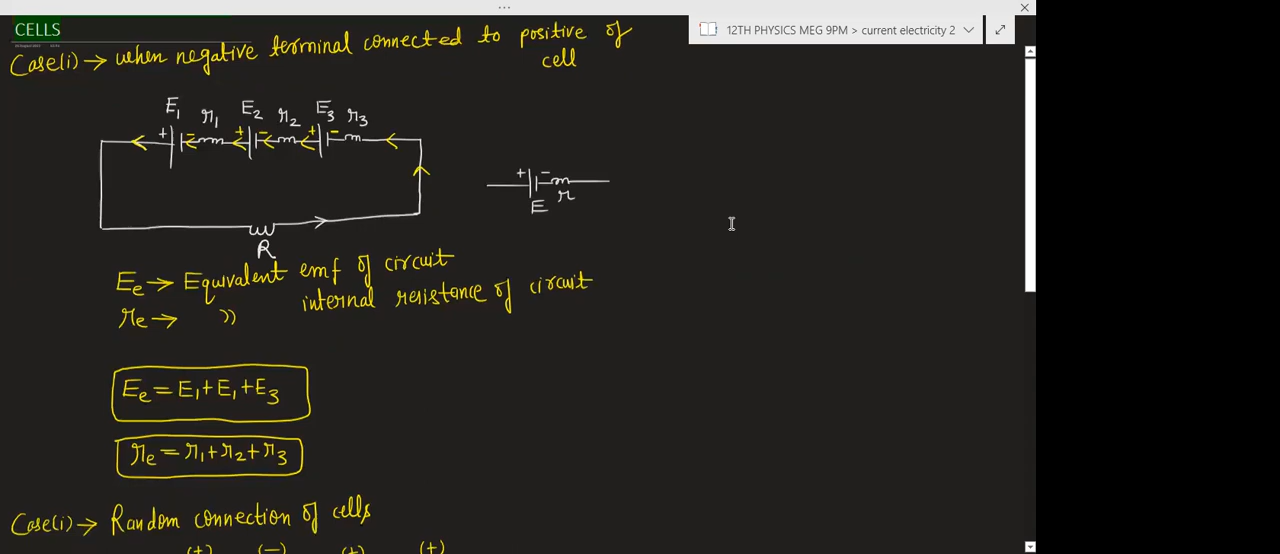 CELLS
12TH PHYSICS MEG 9PM > current electricity 2
Case(i) → when negative terminal connected to positive of
cell
E1 r1 E2 r2 E3 r3
+ - + - + -
+ -
E r
R
Ee → Equivalent emf of circuit
re → )) internal resistance of circuit
Ee = E1 + E1 + E3
re = r1 + r2 + r3
Case(i) → Random connection of cells
(+) (-) (+) (+)